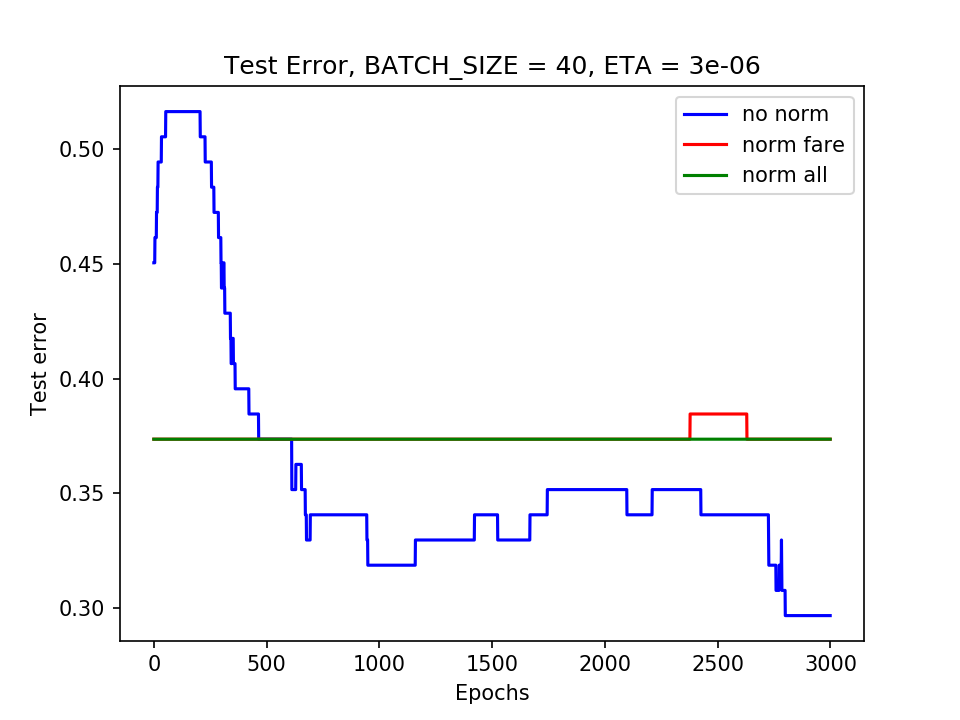 Test Error, BATCH_SIZE = 40, ETA = 3e-06
no norm
norm fare
norm all
Test error
0.50
0.45
0.40
0.35
0.30
0
500
1000
1500
2000
2500
3000
Epochs